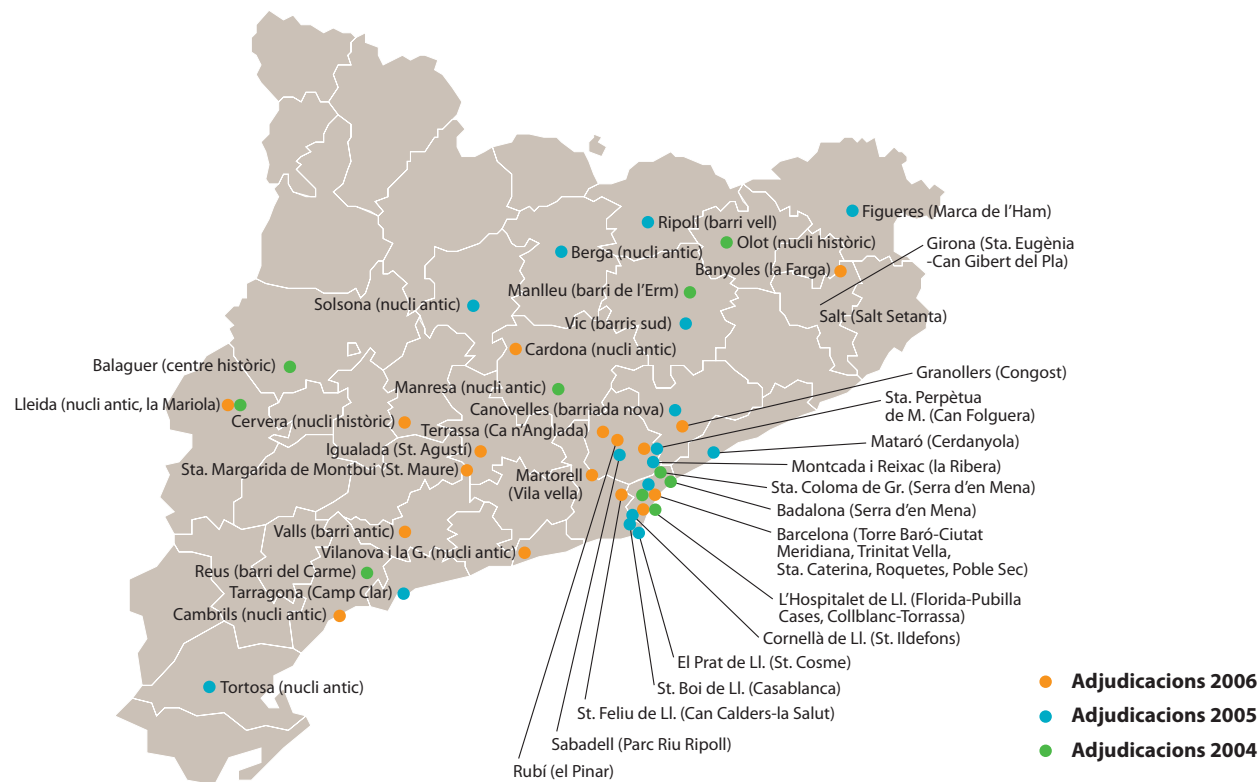 Ripoll (barri vell)
Figueres (Marca de l’Ham)
Olot (nucli històric)
Girona (Sta. Eugènia
-Can Gibert del Pla)
Berga (nucli antic)
Banyoles (la Farga)
Manlleu (barri de l’Erm)
Solsona (nucli antic)
Salt (Salt Setanta)
Vic (barris sud)
Cardona (nucli antic)
Balaguer (centre històric)
Granollers (Congost)
Manresa (nucli antic)
Lleida (nucli antic, la Mariola)
Sta. Perpètua
de M. (Can Folguera)
Canovelles (barriada nova)
Cervera (nucli històric)
Terrassa (Ca n’Anglada)
Mataró (Cerdanyola)
Igualada (St. Agustí)
Sta. Margarida de Montbui (St. Maure)
Montcada i Reixac (la Ribera)
Martorell
(Vila vella)
Sta. Coloma de Gr. (Serra d’en Mena)
Badalona (Serra d’en Mena)
Valls (barri antic)
Barcelona (Torre Baró-Ciutat
Meridiana, Trinitat Vella,
Sta. Caterina, Roquetes, Poble Sec)
Vilanova i la G. (nucli antic)
Reus (barri del Carme)
Tarragona (Camp Clar)
L’Hospitalet de Ll. (Florida-Pubilla
Cases, Collblanc-Torrassa)
Cambrils (nucli antic)
Cornellà de Ll. (St. Ildefons)
El Prat de Ll. (St. Cosme)
Tortosa (nucli antic)
St. Boi de Ll. (Casablanca)
St. Feliu de Ll. (Can Calders-la Salut)
Sabadell (Parc Riu Ripoll)
Rubí (el Pinar)
Adjudicacions 2006
Adjudicacions 2005
Adjudicacions 2004